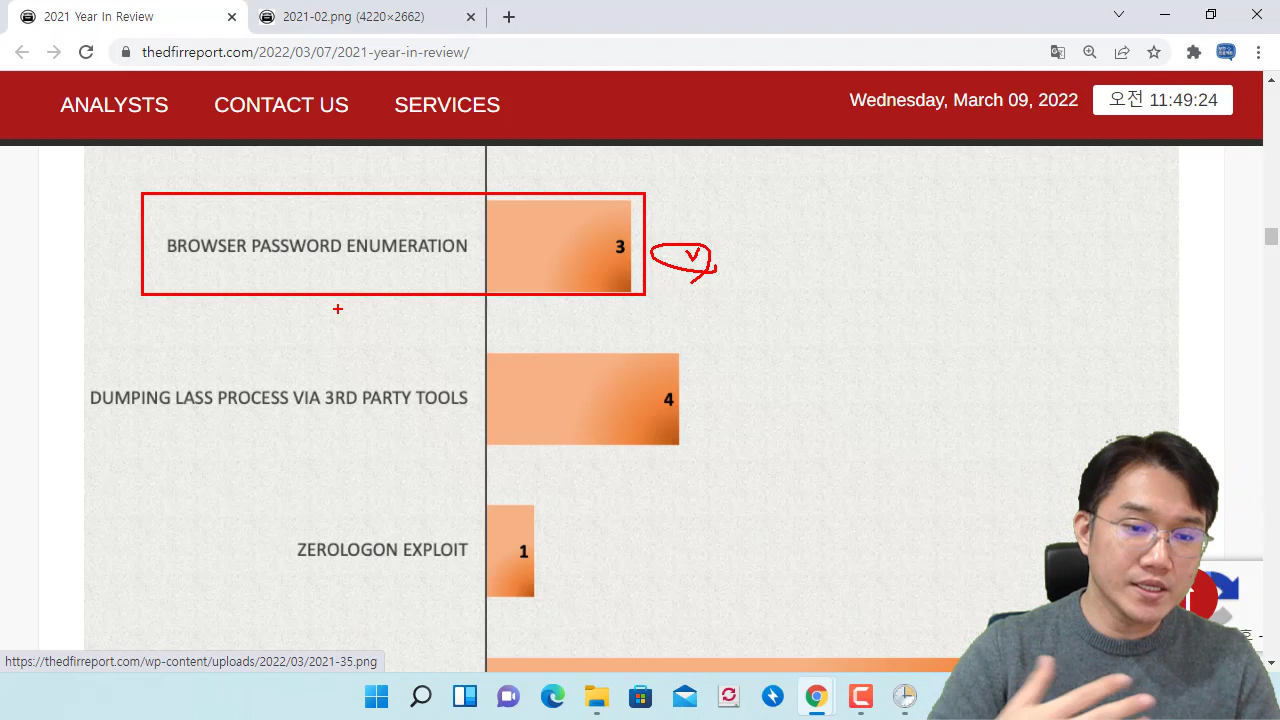 2021 Year In Review
2021-02.png (4220×2662)
thedfirreport.com/2022/03/07/2021-year-in-review/
ANALYSTS CONTACT US SERVICES
Wednesday, March 09, 2022
오전 11:49:24
BROWSER PASSWORD ENUMERATION 3
V
DUMPING LASS PROCESS VIA 3RD PARTY TOOLS 4
ZEROLOGON EXPLOIT 1
https://thedfirreport.com/wp-content/uploads/2022/03/2021-35.png